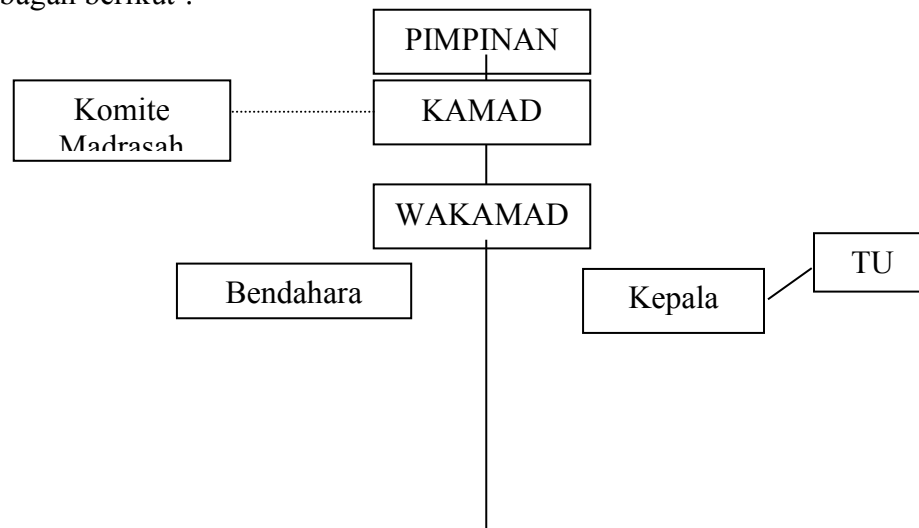 bagan berikut :
PIMPINAN
Komite
Madrasah
KAMAD
WAKAMAD
TU
Bendahara
Kepala